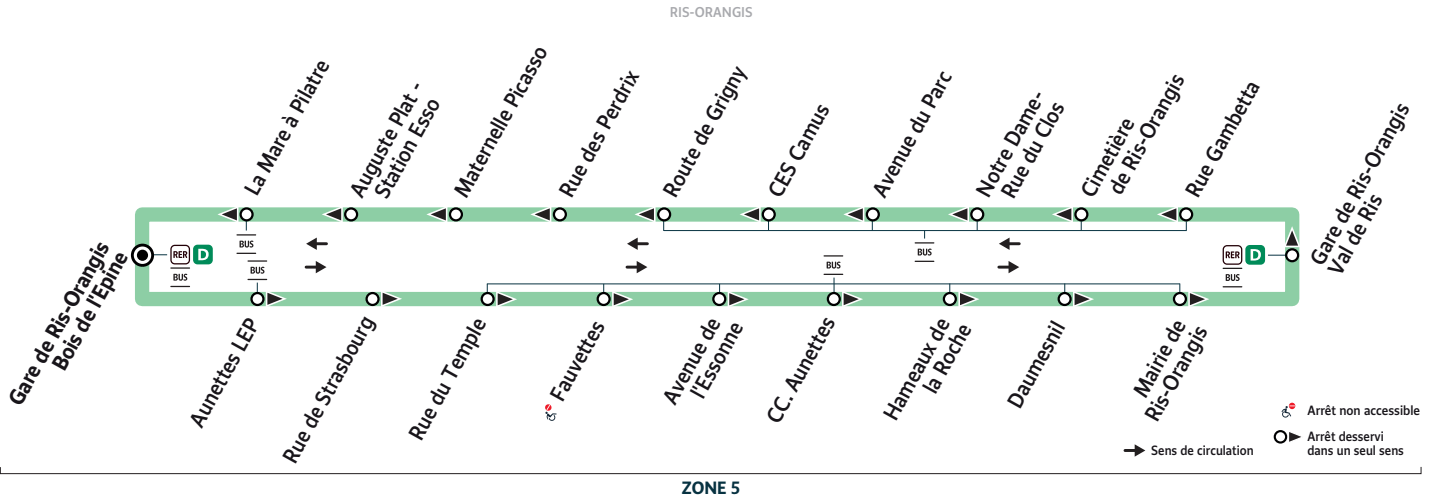 RIS-ORANGIS
La Mare à Pilatre
Auguste Plat -
Station Esso
Maternelle Picasso
Rue des Perdrix
Route de Grigny
CES Camus
Avenue du Parc
Notre Dame-
Rue du Clos
Cimetière
de Ris-Orangis
Rue Gambetta
Gare de Ris-Orangis
Val de Ris
Gare de Ris-Orangis
Bois de l'Epine
RER D
BUS
BUS
BUS
BUS
BUS
RER D
BUS
Aunettes LEP
Rue de Strasbourg
Rue du Temple
Fauvettes
Avenue de
l'Essonne
CC. Aunettes
Hameaux de
la Roche
Daumesnil
Mairie de
Ris-Orangis
Arrêt non accessible
Arrêt desservi
dans un seul sens
Sens de circulation
ZONE 5